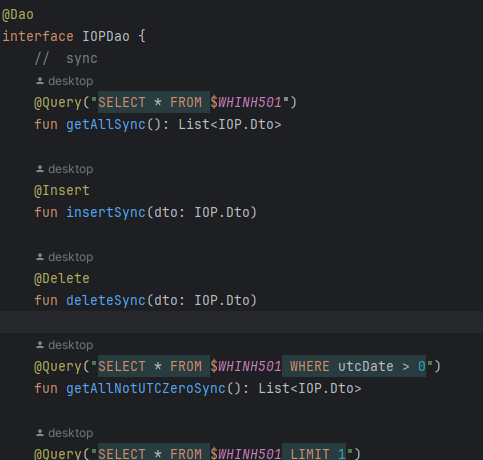 @Dao
interface IOPDao {
//  sync
desktop
@Query("SELECT * FROM $WHINH501")
fun getAllSync(): List<IOP.Dto>
desktop
@Insert
fun insertSync(dto: IOP.Dto)
desktop
@Delete
fun deleteSync(dto: IOP.Dto)
desktop
@Query("SELECT * FROM $WHINH501 WHERE utcDate > 0")
fun getAllNotUTCZeroSync(): List<IOP.Dto>
desktop
@Query("SELECT * FROM $WHINH501 LIMIT 1")